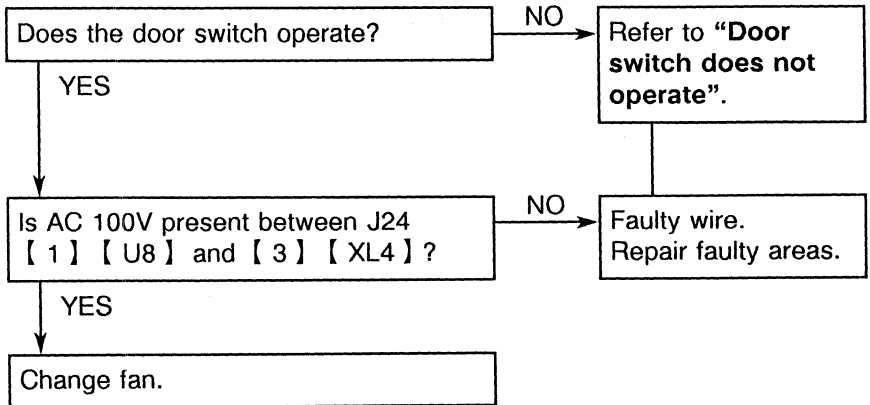 Does the door switch operate?
NO
Refer to “Door
switch does not
operate”.
YES
Is AC 100V present between J24
【 1 】 【 U8 】 and 【 3 】 【 XL4 】 ?
NO
Faulty wire.
Repair faulty areas.
YES
Change fan.